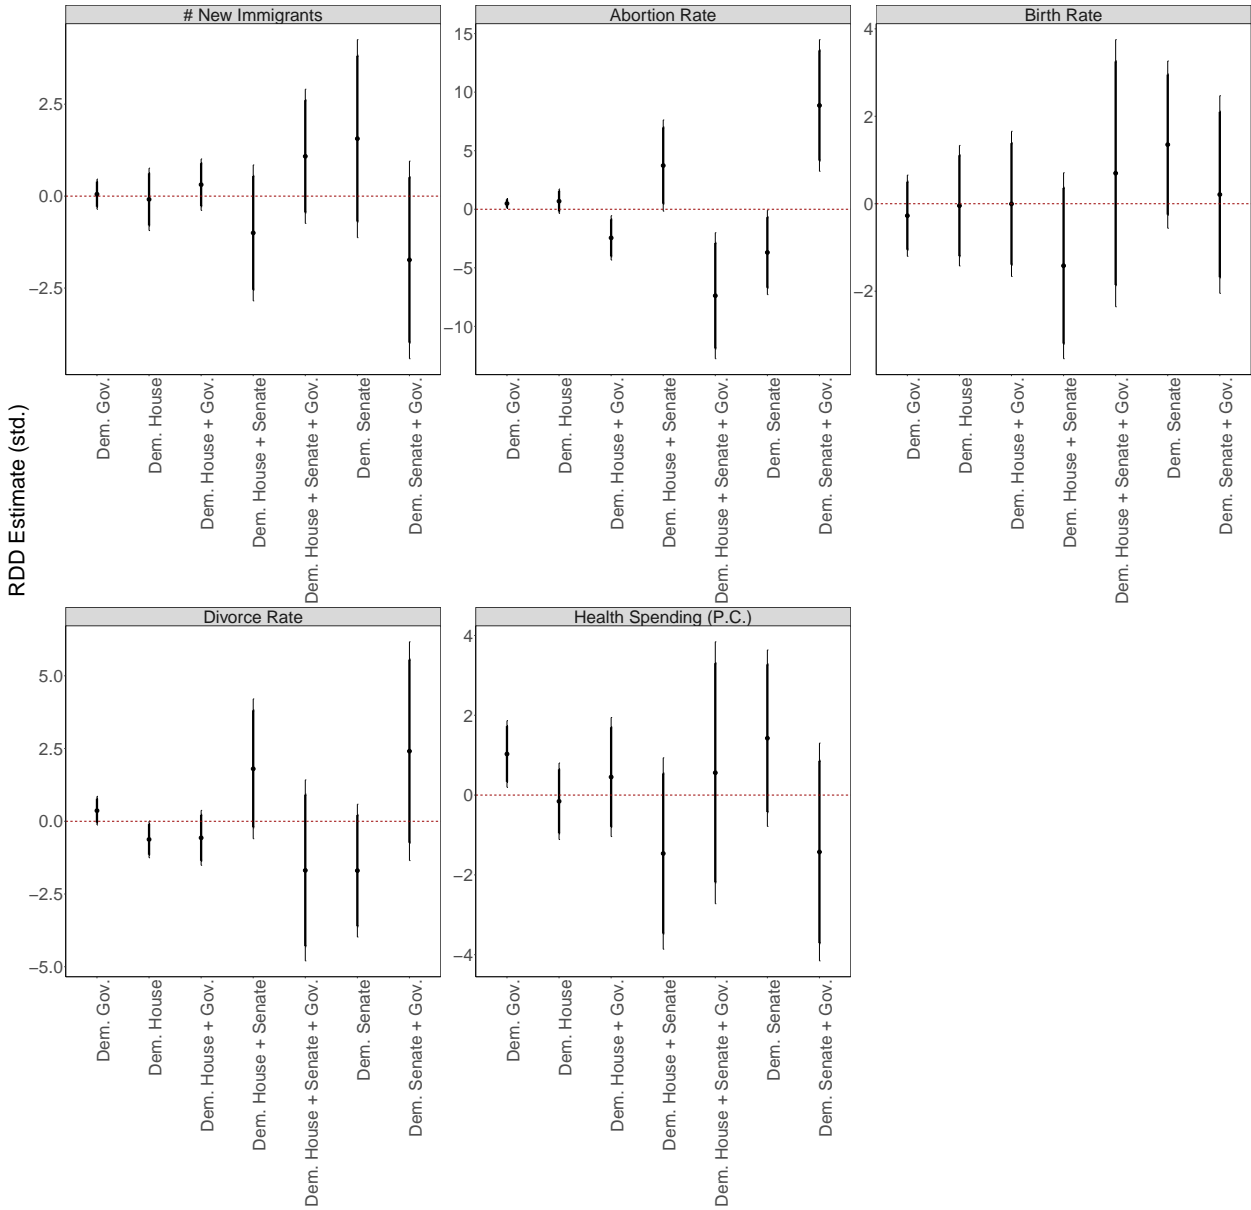 # New Immigrants
Abortion Rate
Birth Rate
2.5
0.0
−2.5
15
10
5
0
−5
−10
4
2
0
−2
Dem. Gov.
Dem. House
Dem. House + Gov.
Dem. House + Senate
Dem. House + Senate + Gov.
Dem. Senate
Dem. Senate + Gov.
Dem. Gov.
Dem. House
Dem. House + Gov.
Dem. House + Senate
Dem. House + Senate + Gov.
Dem. Senate
Dem. Senate + Gov.
Dem. Gov.
Dem. House
Dem. House + Gov.
Dem. House + Senate
Dem. House + Senate + Gov.
Dem. Senate
Dem. Senate + Gov.
RDD Estimate (std.)
Divorce Rate
Health Spending (P.C.)
5.0
2.5
0.0
−2.5
−5.0
4
2
0
−2
−4
Dem. Gov.
Dem. House
Dem. House + Gov.
Dem. House + Senate
Dem. House + Senate + Gov.
Dem. Senate
Dem. Senate + Gov.
Dem. Gov.
Dem. House
Dem. House + Gov.
Dem. House + Senate
Dem. House + Senate + Gov.
Dem. Senate
Dem. Senate + Gov.